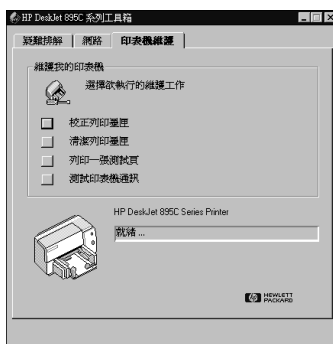 HP DeskJet 895C 系列工具箱
疑難排解
網路
印表機維護
維護我的印表機
選擇欲執行的維護工作
校正列印墨匣
清潔列印墨匣
列印一張測試頁
測試印表機通訊
HP DeskJet 895C Series Printer
就緒 ...
hp HEWLETT
PACKARD